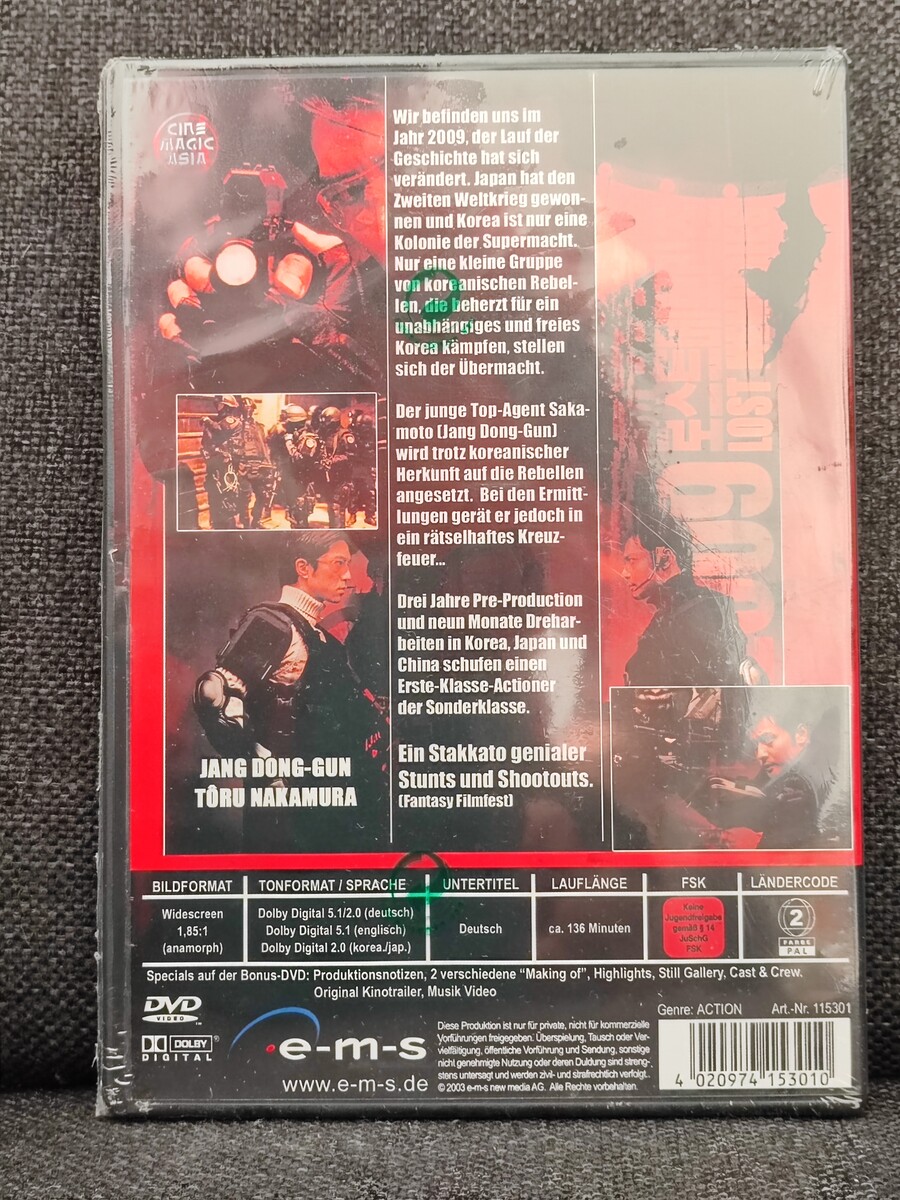 CINE
MAGIC
ASIA
Wir befinden uns im
Jahr 2009, der Lauf der
Geschichte hat sich
verändert. Japan hat den
Zweiten Weltkrieg gewon-
nen und Korea ist nur eine
Kolonie der Supermacht.
Nur eine kleine Gruppe
von koreanischen Rebel-
len, die beherzt für ein
unabhängiges und freies
Korea kämpfen, stellen
sich der Übermacht.
Der junge Top-Agent Saka-
moto (Jang Dong-Gun)
wird trotz koreanischer
Herkunft auf die Rebellen
angesetzt. Bei den Ermitt-
lungen gerät er jedoch in
ein rätselhaftes Kreuz-
feuer...
Drei Jahre Pre-Production
und neun Monate Drehar-
beiten in Korea, Japan und
China schufen einen
Erste-Klasse-Actioner
der Sonderklasse.
Ein Stakkato genialer
Stunts und Shootouts.
(Fantasy Filmfest)
JANG DONG-GUN
TÔRU NAKAMURA
2009 LOST
BILDFORMAT TONFORMAT / SPRACHE UNTERTITEL LAUFLÄNGE FSK LÄNDERCODE
Widescreen
1,85:1
(anamorph)
Dolby Digital 5.1/2.0 (deutsch)
Dolby Digital 5.1 (englisch)
Dolby Digital 2.0 (korea./jap.)
Deutsch
ca. 136 Minuten
Keine
Jugendfreigabe
gemäß § 14
JuSchG
FSK
2
FARBE
PAL
Specials auf der Bonus-DVD: Produktionsnotizen, 2 verschiedene “Making of”, Highlights, Still Gallery, Cast & Crew.
Original Kinotrailer, Musik Video
DVD
VIDEO
DOLBY
DIGITAL
e-m-s
www.e-m-s.de
Diese Produktion ist nur für private, nicht für kommerzielle
Vorführungen freigegeben. Überspielung, Tausch oder Ver-
vielfältigung, öffentliche Vorführung und Sendung, sonstige
nicht genehmigte Nutzung oder deren Duldung sind streng-
stens untersagt und werden zivil- und strafrechtlich verfolgt.
© 2003 e-m-s new media AG. Alle Rechte vorbehalten.
Genre: ACTION Art.-Nr. 115301
4 020974 153010